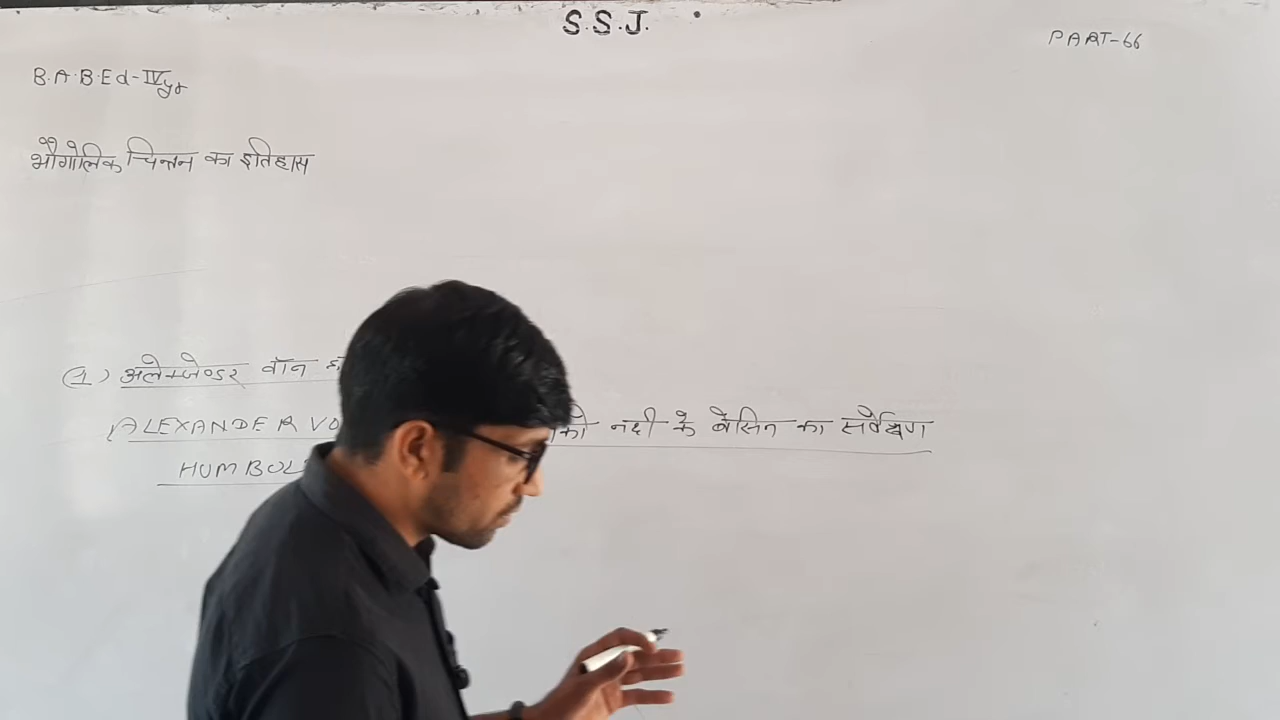 S.S.J.
PART-66
B.A.B.Ed-IVyr
भौगोलिक चिन्तन का इतिहास
(1) अलेक्जेण्डर वॉन
ALEXANDER VO
को नदी के बेसिन का सर्वेक्षण
HUMBOL